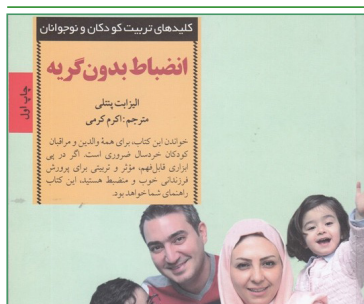 کلیدهای تربیت کودکان و نوجوانان
انضباط بدون گریه
چاپ اول
الیزابت پنتلی
مترجم: اکرم کرمی
خواندن این کتاب، برای همهٔ والدین و مراقبان
کودکان خردسال ضروری است. اگر در پی
ابزاری قابل‌فهم، مؤثر و تربیتی برای پرورش
فرزندانی خوب و منضبط هستید، این کتاب
راهنمای شما خواهد بود.